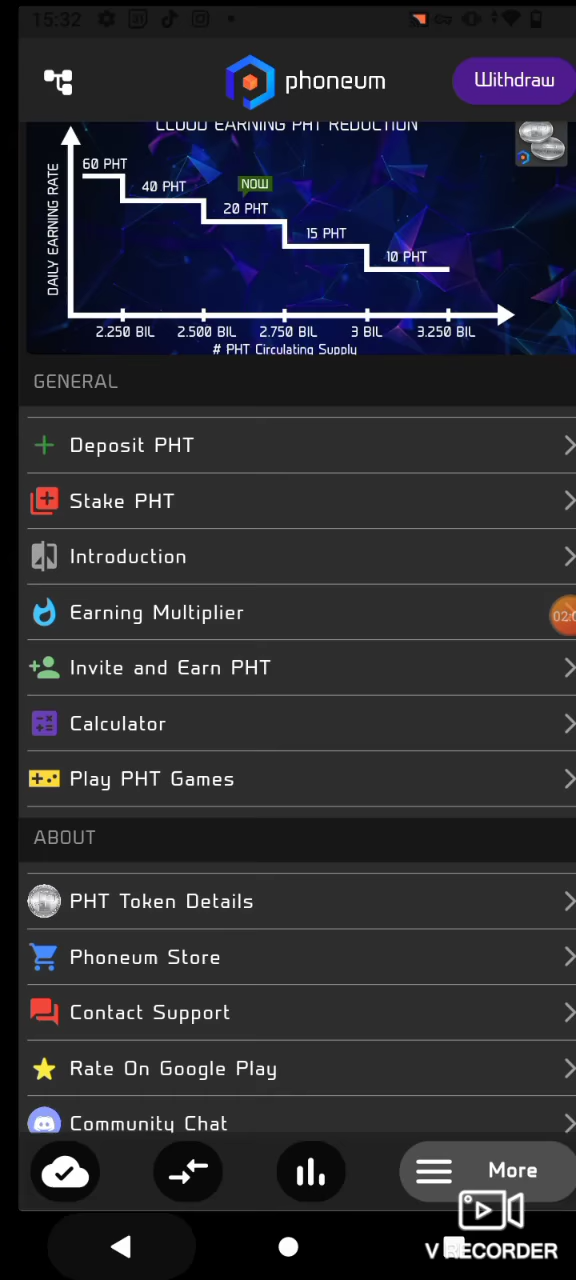 15:32
31
phoneum
Withdraw
CLOUD EARNING PHT REDUCTION
DAILY EARNING RATE
60 PHT
40 PHT
NOW
20 PHT
15 PHT
10 PHT
2.250 BIL
2.500 BIL
2.750 BIL
3 BIL
3.250 BIL
# PHT Circulating Supply
GENERAL
Deposit PHT
Stake PHT
Introduction
Earning Multiplier
Invite and Earn PHT
Calculator
Play PHT Games
ABOUT
PHT Token Details
Phoneum Store
Contact Support
Rate On Google Play
Community Chat
More
V RECORDER